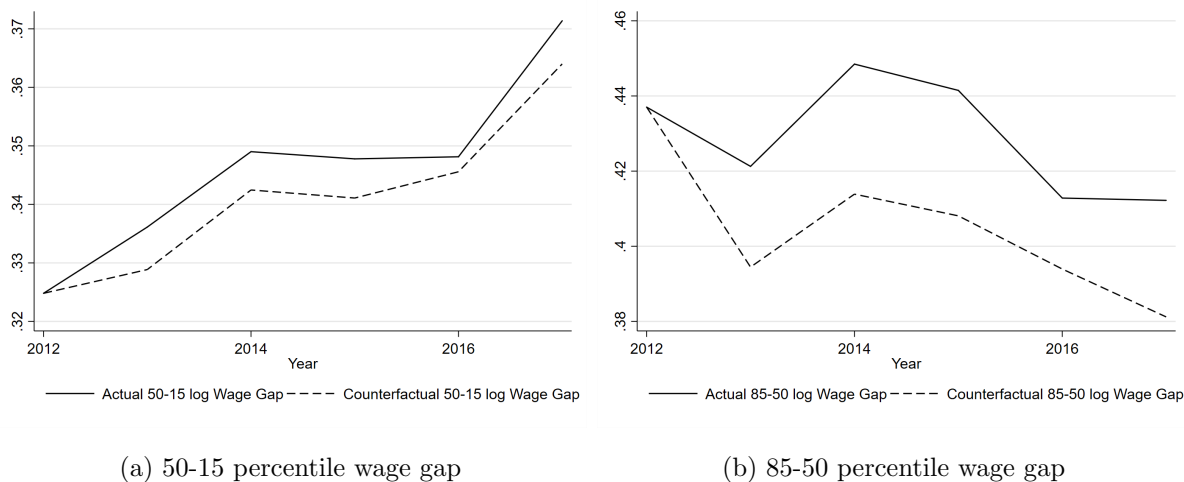 .37
.36
.35
.34
.33
.32
2012
2014
2016
Year
Actual 50-15 log Wage Gap
Counterfactual 50-15 log Wage Gap
(a) 50-15 percentile wage gap
.46
.44
.42
.4
.38
2012
2014
2016
Year
Actual 85-50 log Wage Gap
Counterfactual 85-50 log Wage Gap
(b) 85-50 percentile wage gap